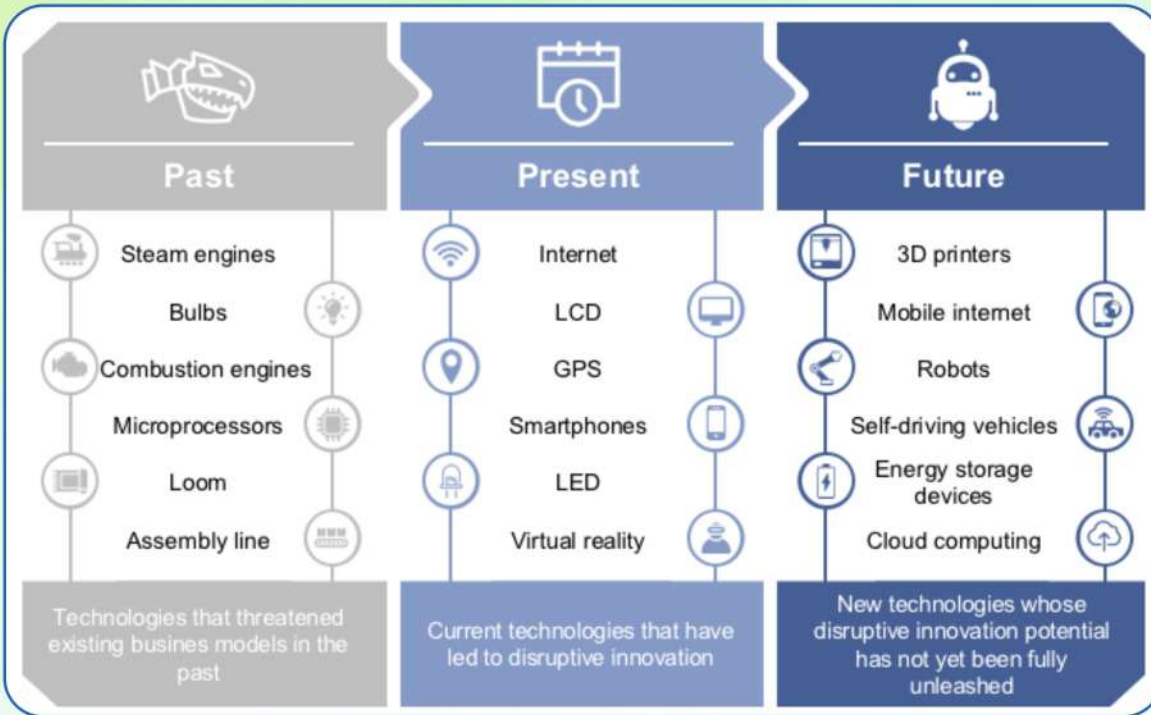 Past
Steam engines
Bulbs
Combustion engines
Microprocessors
Loom
Assembly line
Technologies that threatened
existing busines models in the
past
Present
Internet
LCD
GPS
Smartphones
LED
Virtual reality
Current technologies that have
led to disruptive innovation
Future
3D printers
Mobile internet
Robots
Self-driving vehicles
Energy storage
devices
Cloud computing
New technologies whose
disruptive innovation potential
has not yet been fully
unleashed